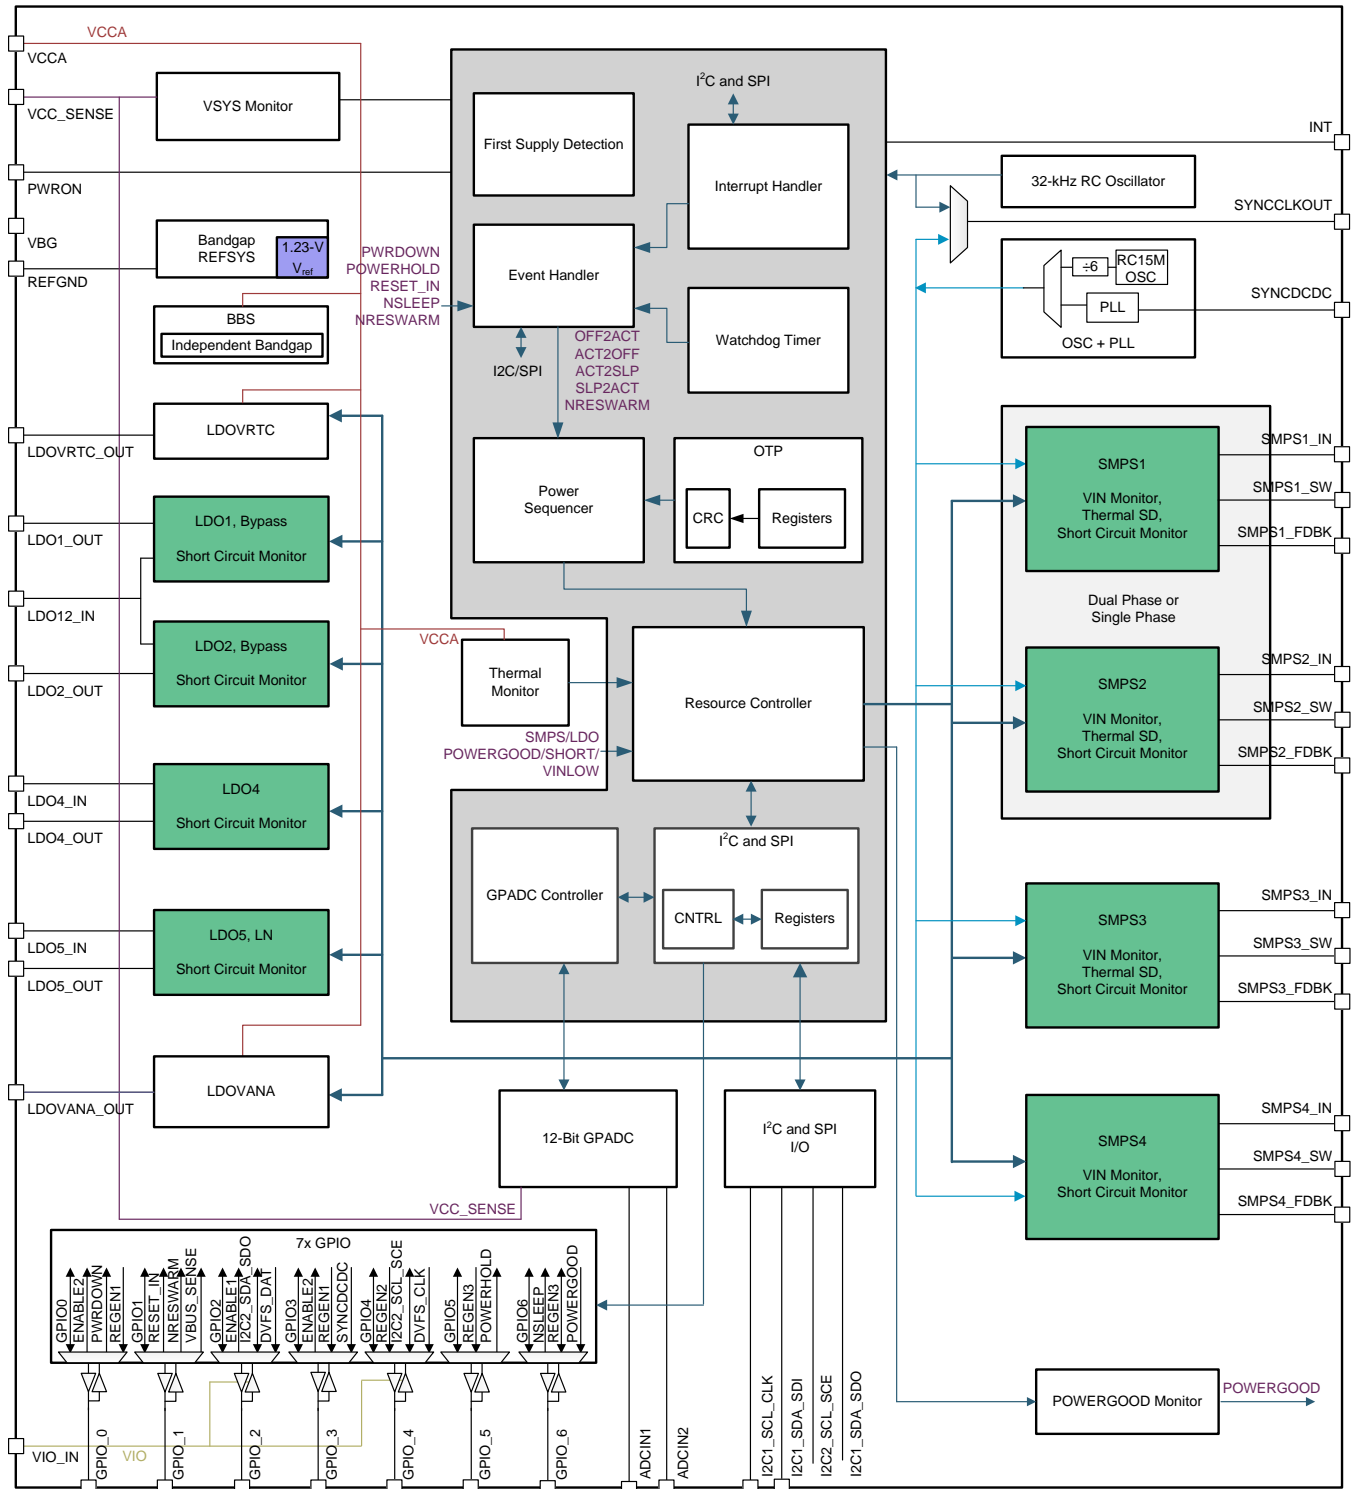 VCCA
VCCA
VCC_SENSE
VSYS Monitor
PWRON
VBG
REFGND
Bandgap
REFSYS
1.23-V
Vref
BBS
Independent Bandgap
LDOVRTC
LDOVRTC_OUT
LDO1, Bypass
Short Circuit Monitor
LDO1_OUT
LDO12_IN
LDO2, Bypass
Short Circuit Monitor
LDO2_OUT
LDO4
Short Circuit Monitor
LDO4_IN
LDO4_OUT
LDO5, LN
Short Circuit Monitor
LDO5_IN
LDO5_OUT
LDOVANA
LDOVANA_OUT
I2C and SPI
First Supply Detection
Interrupt Handler
PWRDOWN
POWERHOLD
RESET_IN
NSLEEP
NRESWARM
Event Handler
I2C/SPI
Watchdog Timer
OFF2ACT
ACT2OFF
ACT2SLP
SLP2ACT
NRESWARM
Power
Sequencer
OTP
CRC
Registers
VCCA
Thermal
Monitor
Resource Controller
SMPS/LDO
POWERGOOD/SHORT/
VINLOW
GPADC Controller
I2C and SPI
CNTRL
Registers
12-Bit GPADC
I2C and SPI
I/O
VCC_SENSE
INT
32-kHz RC Oscillator
SYNCCLKOUT
÷6
RC15M
OSC
PLL
OSC + PLL
SYNCDCDC
SMPS1
VIN Monitor,
Thermal SD,
Short Circuit Monitor
SMPS1_IN
SMPS1_SW
SMPS1_FDBK
Dual Phase or
Single Phase
SMPS2
VIN Monitor,
Thermal SD,
Short Circuit Monitor
SMPS2_IN
SMPS2_SW
SMPS2_FDBK
SMPS3
VIN Monitor,
Thermal SD,
Short Circuit Monitor
SMPS3_IN
SMPS3_SW
SMPS3_FDBK
SMPS4
VIN Monitor,
Short Circuit Monitor
SMPS4_IN
SMPS4_SW
SMPS4_FDBK
7x GPIO
GPIO0
ENABLE2
PWRDOWN
REGEN1
GPIO1
RESET_IN
NRESWARM
VBUS_SENSE
GPIO2
ENABLE1
I2C2_SDA_SDO
DVFS_DAT
GPIO3
ENABLE2
REGEN1
SYNCDCDC
GPIO4
REGEN2
I2C2_SCL_SCE
DVFS_CLK
GPIO5
REGEN3
POWERHOLD
GPIO6
NSLEEP
REGEN3
POWERGOOD
VIO_IN
VIO
GPIO_0
GPIO_1
GPIO_2
GPIO_3
GPIO_4
GPIO_5
GPIO_6
ADCIN1
ADCIN2
I2C1_SCL_CLK
I2C1_SDA_SDI
I2C2_SCL_SCE
I2C1_SDA_SDO
POWERGOOD Monitor
POWERGOOD